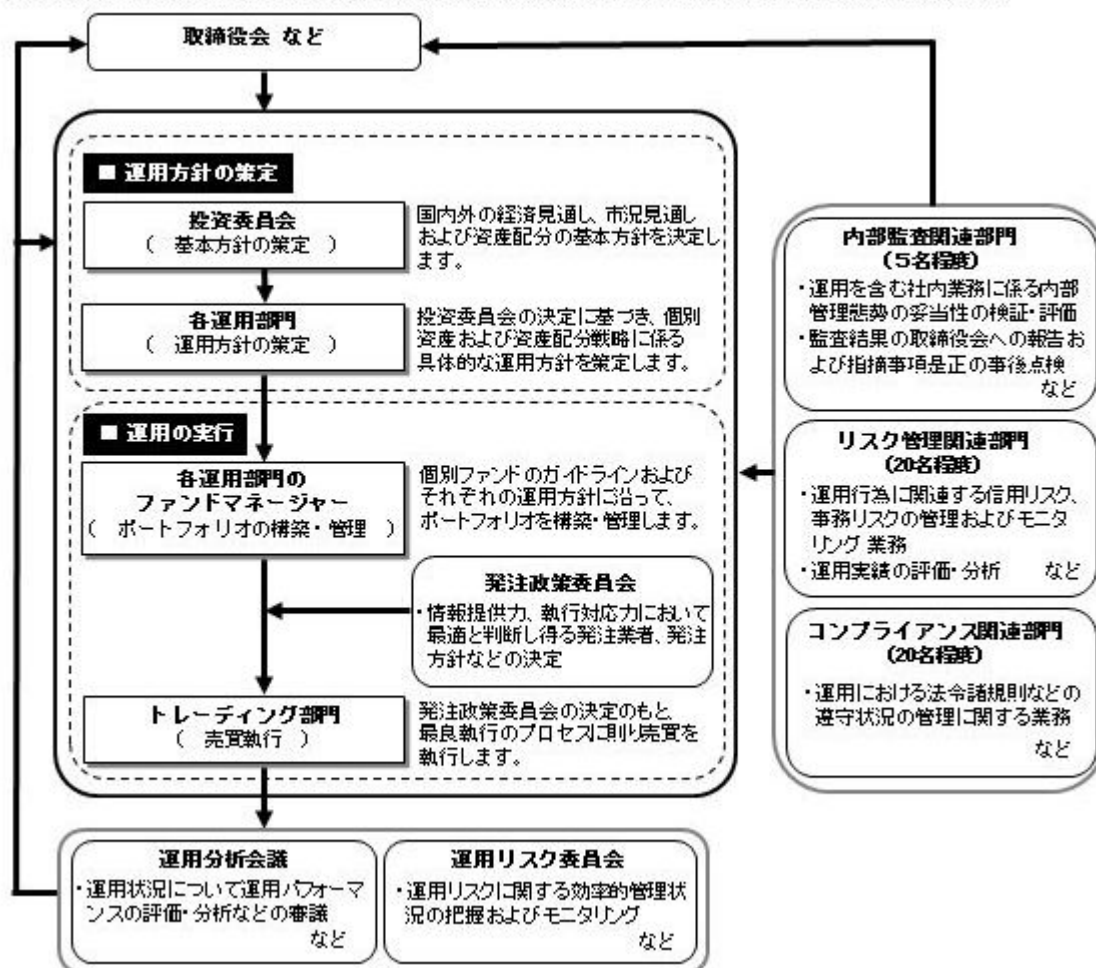 取締役会 など
■ 運用方針の策定
投資委員会
( 基本方針の策定 )
国内外の経済見通し、市況見通し
および資産配分の基本方針を決定し
ます。
各運用部門
( 運用方針の策定 )
投資委員会の決定に基づき、個別
資産および資産配分戦略に係る
具体的な運用方針を策定します。
■ 運用の実行
各運用部門の
ファンドマネージャー
( ポートフォリオの構築・管理 )
個別ファンドのガイドラインおよび
それぞれの運用方針に沿って、
ポートフォリオを構築・管理します。
発注政策委員会
・情報提供力、執行対応力において
最適と判断し得る発注業者、発注
方針などの決定
トレーディング部門
( 売買執行 )
発注政策委員会の決定のもと、
最良執行のプロセスに則り売買を
執行します。
運用分析会議
・運用状況について運用パフォーマ
ンスの評価・分析などの審議
など
運用リスク委員会
・運用リスクに関する効率的管理状
況の把握およびモニタリング
など
内部監査関連部門
(5名程度)
・運用を含む社内業務に係る内部
管理態勢の妥当性の検証・評価
・監査結果の取締役会への報告お
よび指摘事項是正の事後点検
など
リスク管理関連部門
(20名程度)
・運用行為に関連する信用リスク、
事務リスクの管理およびモニタ
リング 業務
・運用実績の評価・分析 など
コンプライアンス関連部門
(20名程度)
・運用における法令諸規則などの
遵守状況の管理に関する業務
など